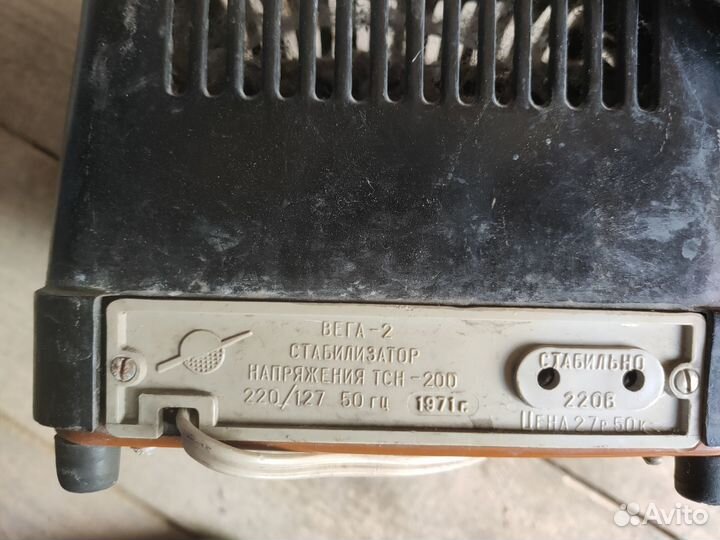 ВЕГА-2
СТАБИЛИЗАТОР
НАПРЯЖЕНИЯ ТСН-200
220/127 50 гц 1971г.
СТАБИЛЬНО
220В
ЦЕНА 27р.50к.
Avito